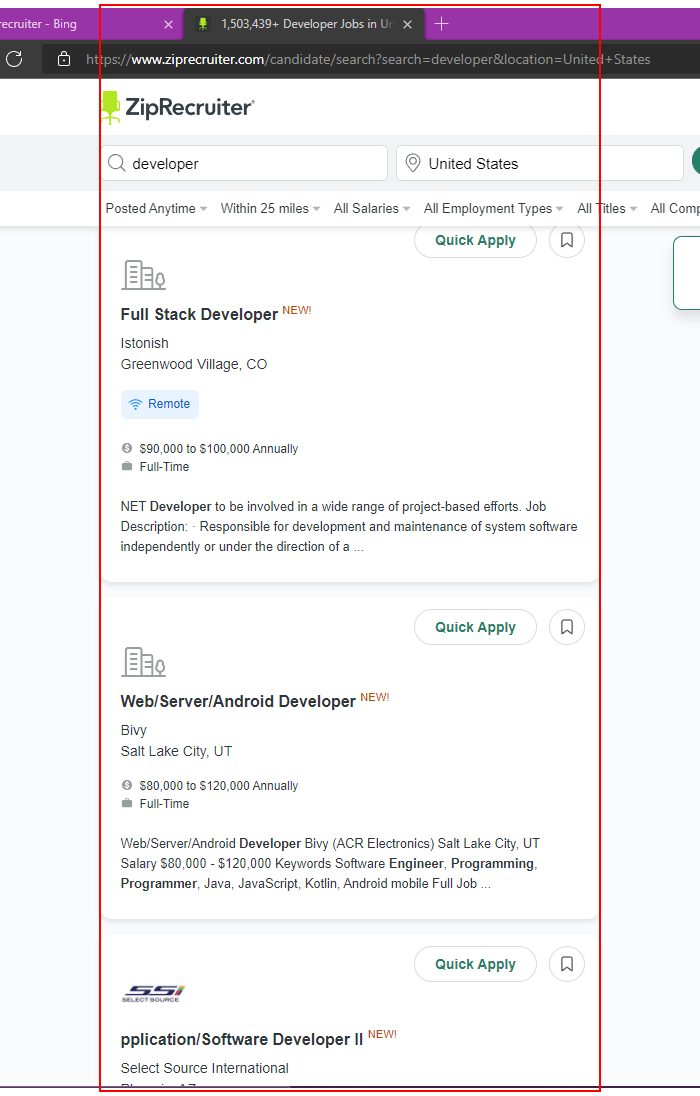 ecruiter - Bing
1,503,439+ Developer Jobs in Un
https://www.ziprecruiter.com/candidate/search?search=developer&location=United+States
ZipRecruiter
developer
United States
Posted Anytime Within 25 miles All Salaries All Employment Types All Titles All Comp
Quick Apply
Full Stack Developer NEW!
Istonish
Greenwood Village, CO
Remote
$90,000 to $100,000 Annually
Full-Time
NET Developer to be involved in a wide range of project-based efforts. Job
Description: · Responsible for development and maintenance of system software
independently or under the direction of a ...
Quick Apply
Web/Server/Android Developer NEW!
Bivy
Salt Lake City, UT
$80,000 to $120,000 Annually
Full-Time
Web/Server/Android Developer Bivy (ACR Electronics) Salt Lake City, UT
Salary $80,000 - $120,000 Keywords Software Engineer, Programming,
Programmer, Java, JavaScript, Kotlin, Android mobile Full Job ...
Quick Apply
SSi
SELECT SOURCE
pplication/Software Developer II NEW!
Select Source International